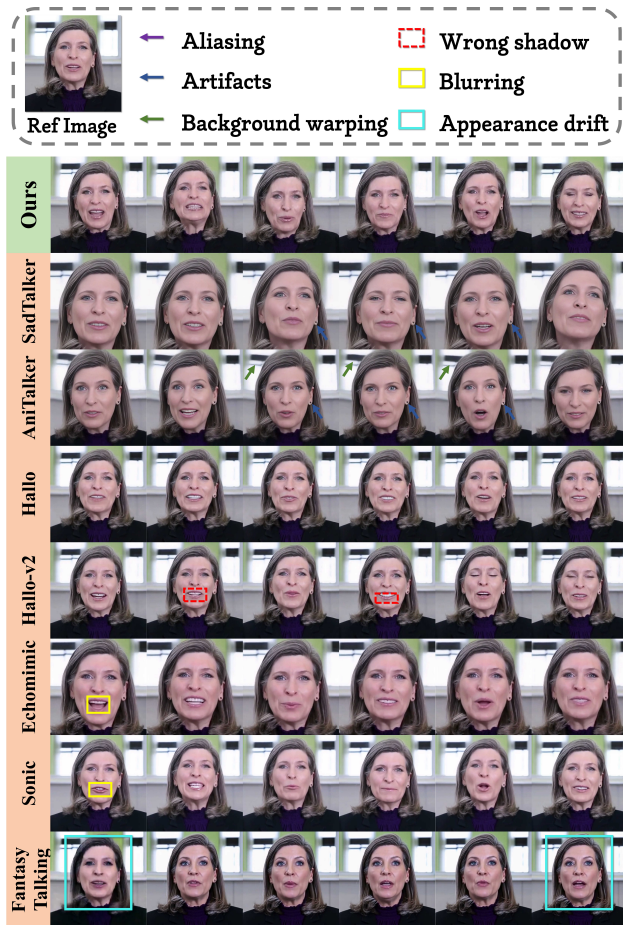 Aliasing
Wrong shadow
Artifacts
Blurring
Ref Image
Background warping
Appearance drift
Ours
SadTalker
AniTalker
Hallo
Hallo-v2
Echomimic
Sonic
Fantasy
Talking